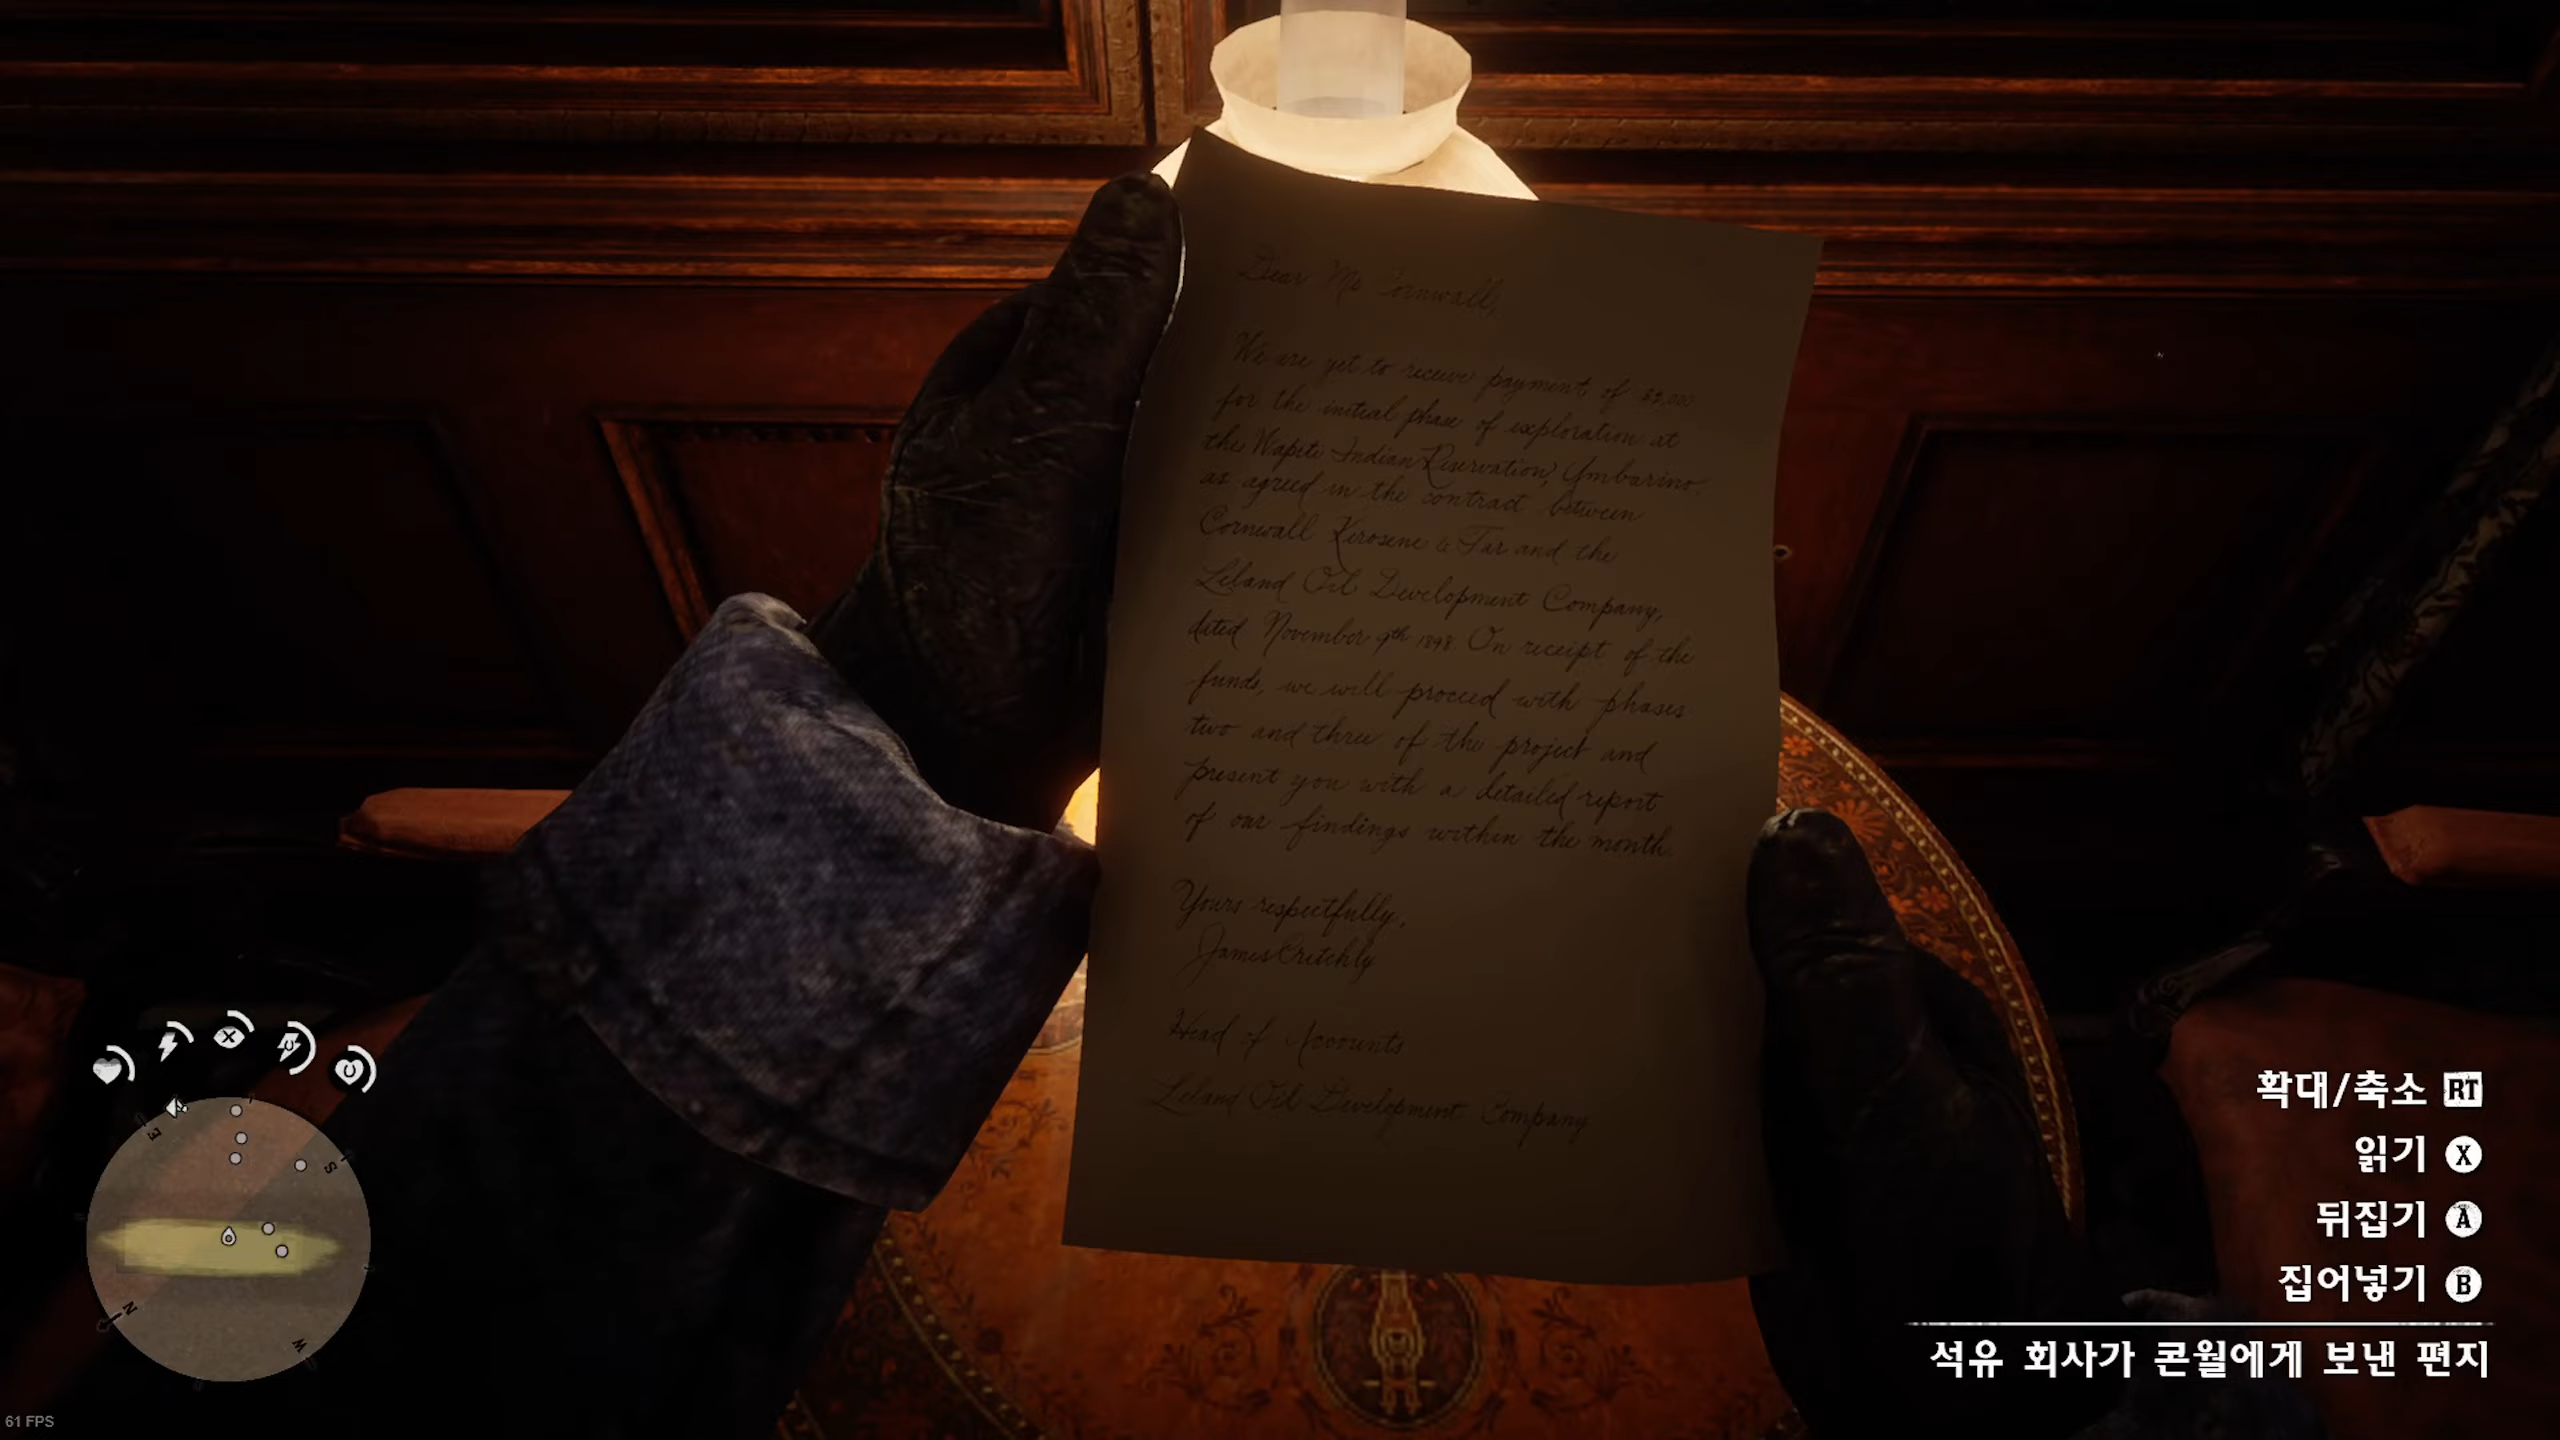 Dear Mr Cornwall,
We are yet to receive payment of
for the initial phase of exploration at
the Wapiti Indian Reservation, Ambarino.
as agreed in the contract between
Cornwall Kerosene & Tar and the
Leland Oil Development Company,
dated November 9th 1898. On receipt of the
funds, we will proceed with phases
two and three of the project and
present you with a detailed report
of our findings within the month.
Yours respectfully,
James Critchly
Head of Accounts
Leland Oil Development Company
E
S
N
W
확대/축소 RT
읽기 X
뒤집기 A
집어넣기 B
석유 회사가 콘월에게 보낸 편지
61 FPS